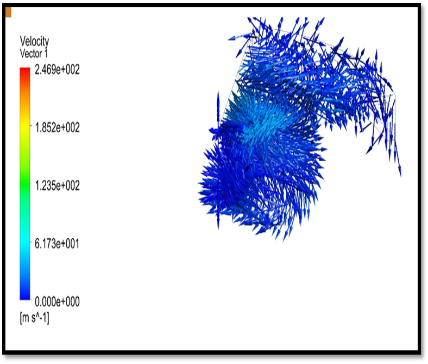 Velocity
Vector 1
2.469e+002
1.852e+002
1.235e+002
6.173e+001
0.000e+000
[m s^-1]